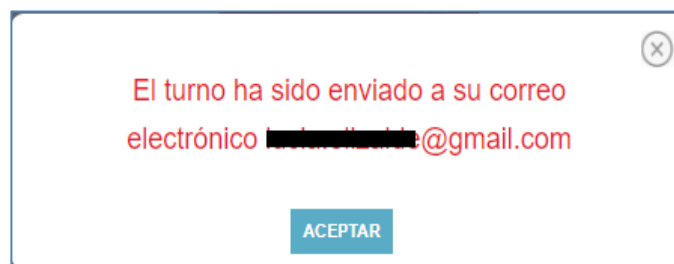 El turno ha sido enviado a su correo
electrónico @gmail.com
ACEPTAR